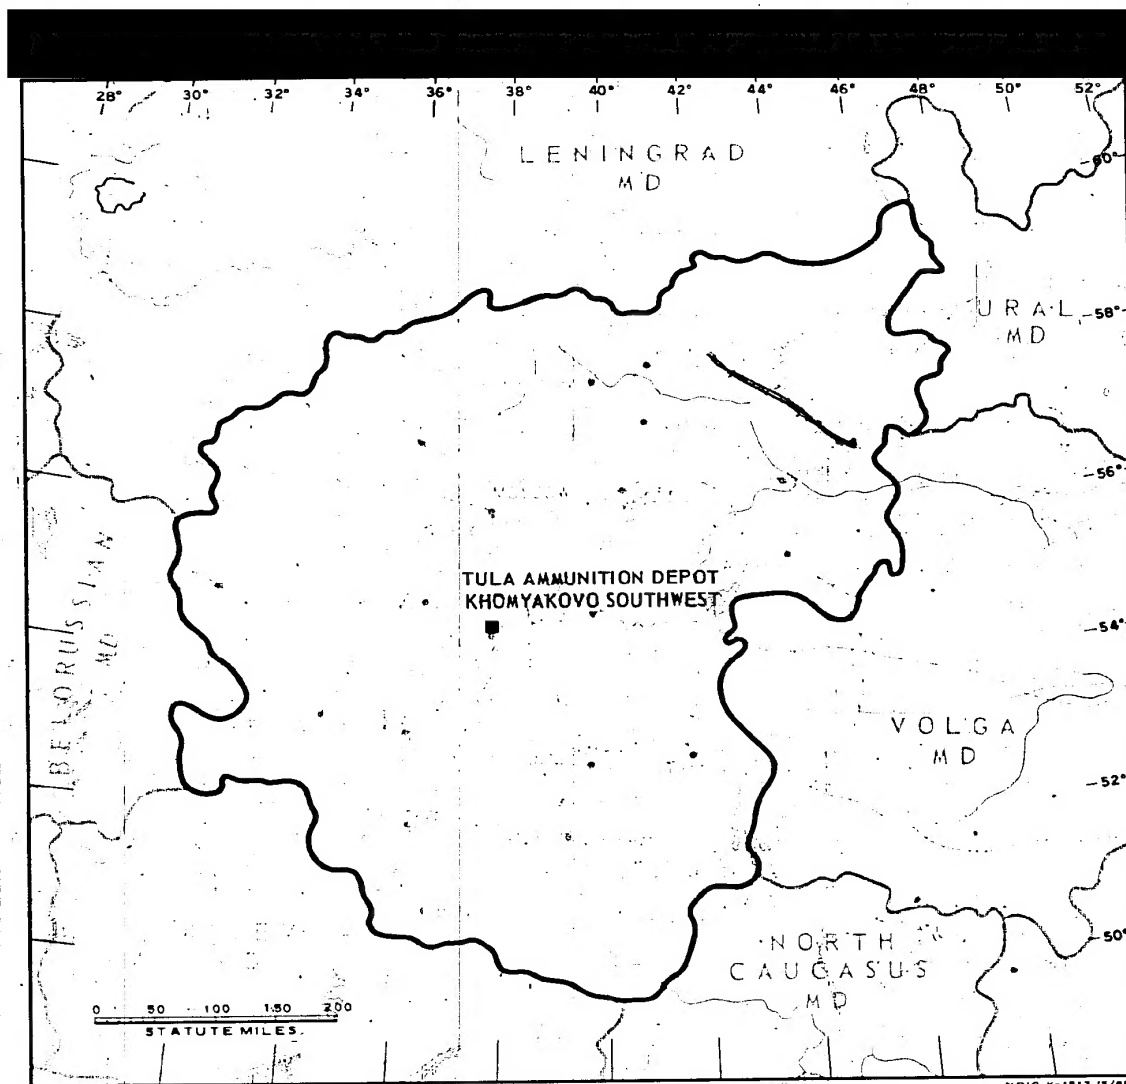 28° 30° 32° 34° 36° 38° 40° 42° 44° 46° 48° 50° 52°
LENINGRAD
MD
60°
URAL
MD
58°
56°
TULA AMMUNITION DEPOT
KHOMYAKOVO SOUTHWEST
54°
BELORUSSIAN
MD
VOLGA
MD
52°
NORTH
CAUCASUS
MD
50°
0 50 100 150 200
STATUTE MILES